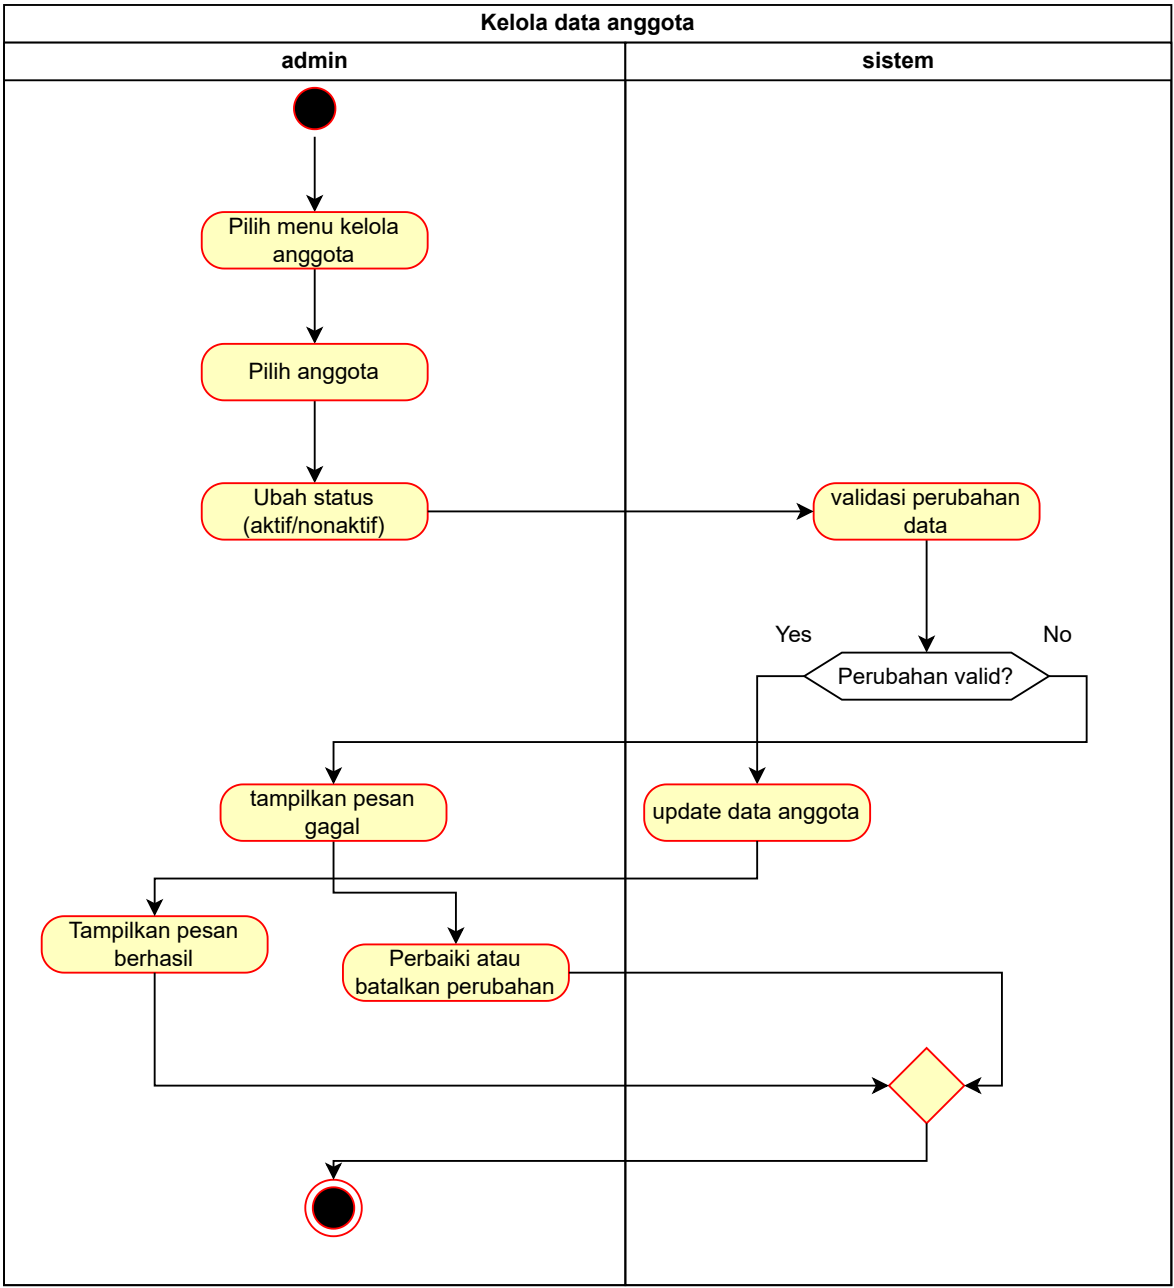 Kelola data anggota
admin
sistem
Pilih menu kelola
anggota
Pilih anggota
Ubah status
(aktif/nonaktif)
validasi perubahan
data
Yes
No
Perubahan valid?
tampilkan pesan
gagal
update data anggota
Tampilkan pesan
berhasil
Perbaiki atau
batalkan perubahan